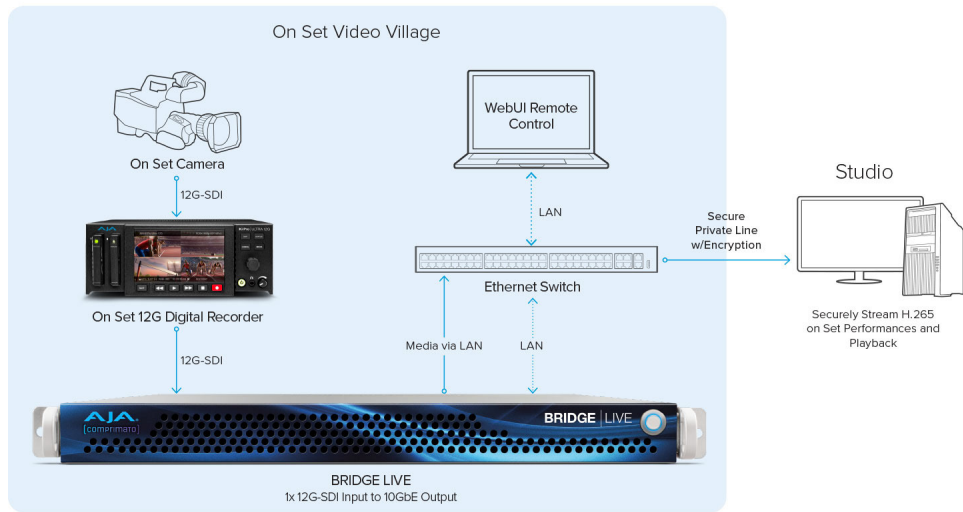 On Set Video Village
On Set Camera
12G-SDI
AJA
On Set 12G Digital Recorder
12G-SDI
WebUI Remote
Control
LAN
Ethernet Switch
Media via LAN
LAN
Secure
Private Line
w/Encryption
Studio
Securely Stream H.265
on Set Performances and
Playback
AJA
comprimato
BRIDGE | LIVE
BRIDGE LIVE
1x 12G-SDI Input to 10GbE Output